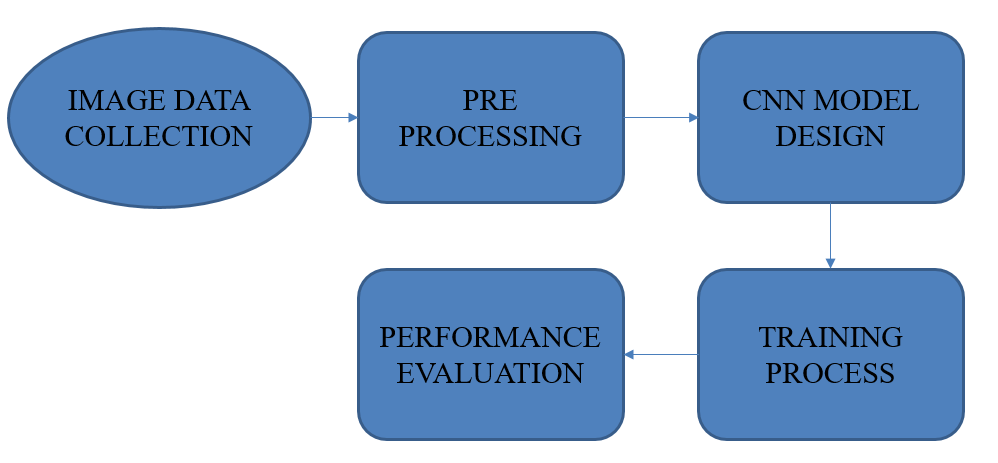 IMAGE DATA
COLLECTION
PRE
PROCESSING
CNN MODEL
DESIGN
TRAINING
PROCESS
PERFORMANCE
EVALUATION